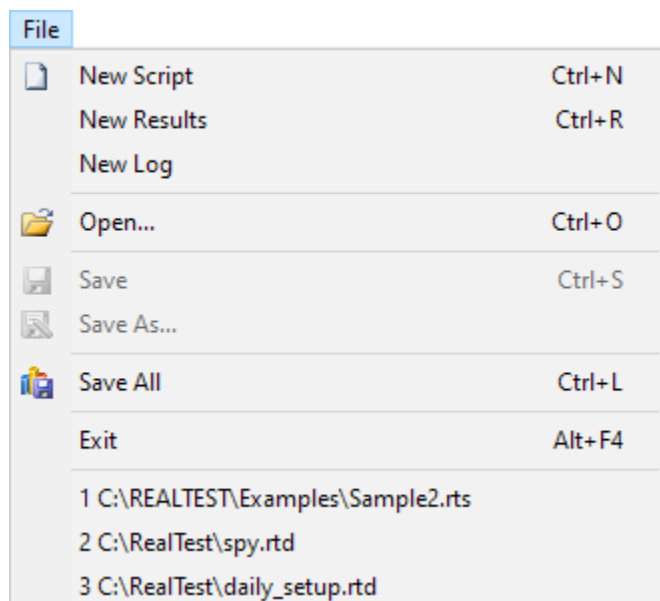 File
New Script Ctrl+N
New Results Ctrl+R
New Log
Open... Ctrl+O
Save Ctrl+S
Save As...
Save All Ctrl+L
Exit Alt+F4
1 C:\REALTEST\Examples\Sample2.rts
2 C:\RealTest\spy.rtd
3 C:\RealTest\daily_setup.rtd